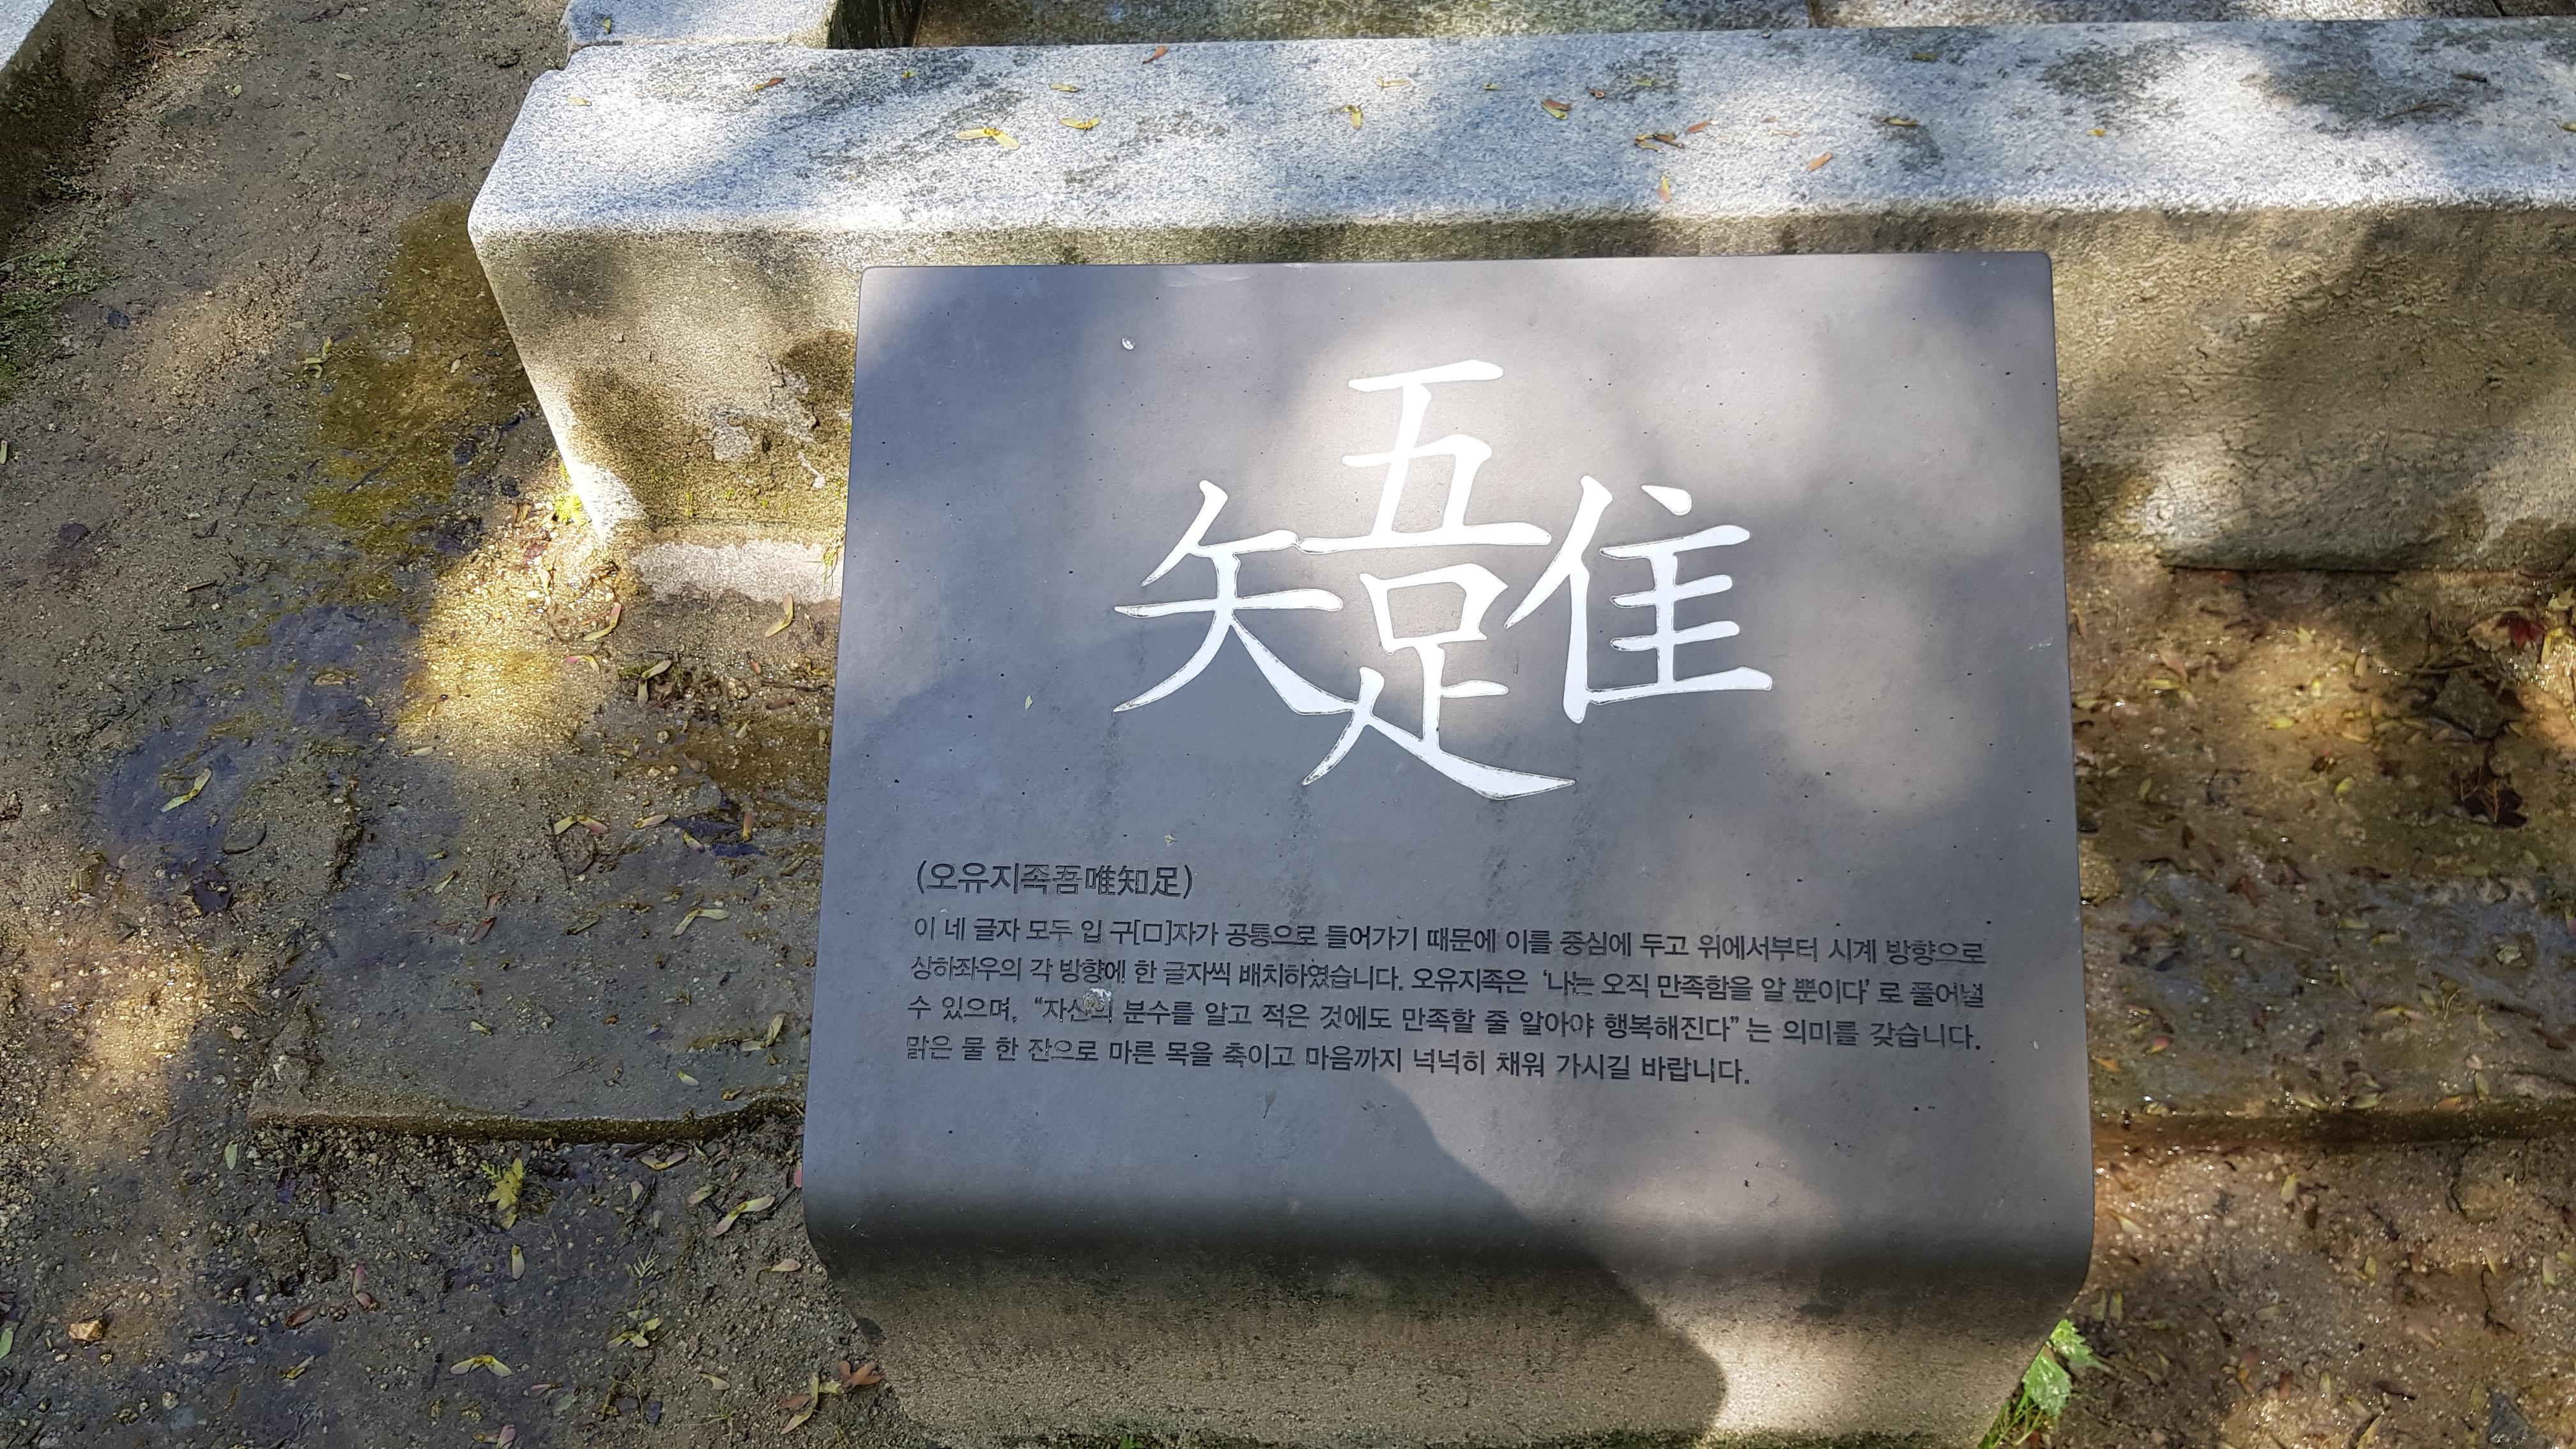 五
矢口隹
足
(오유지족吾唯知足)
이 네 글자 모두 입 구[口]자가 공통으로 들어가기 때문에 이를 중심에 두고 위에서부터 시계 방향으로
상하좌우의 각 방향에 한 글자씩 배치하였습니다. 오유지족은 ‘나는 오직 만족함을 알 뿐이다’ 로 풀어낼
수 있으며, “자신의 분수를 알고 적은 것에도 만족할 줄 알아야 행복해진다” 는 의미를 갖습니다.
맑은 물 한 잔으로 마른 목을 축이고 마음까지 넉넉히 채워 가시길 바랍니다.